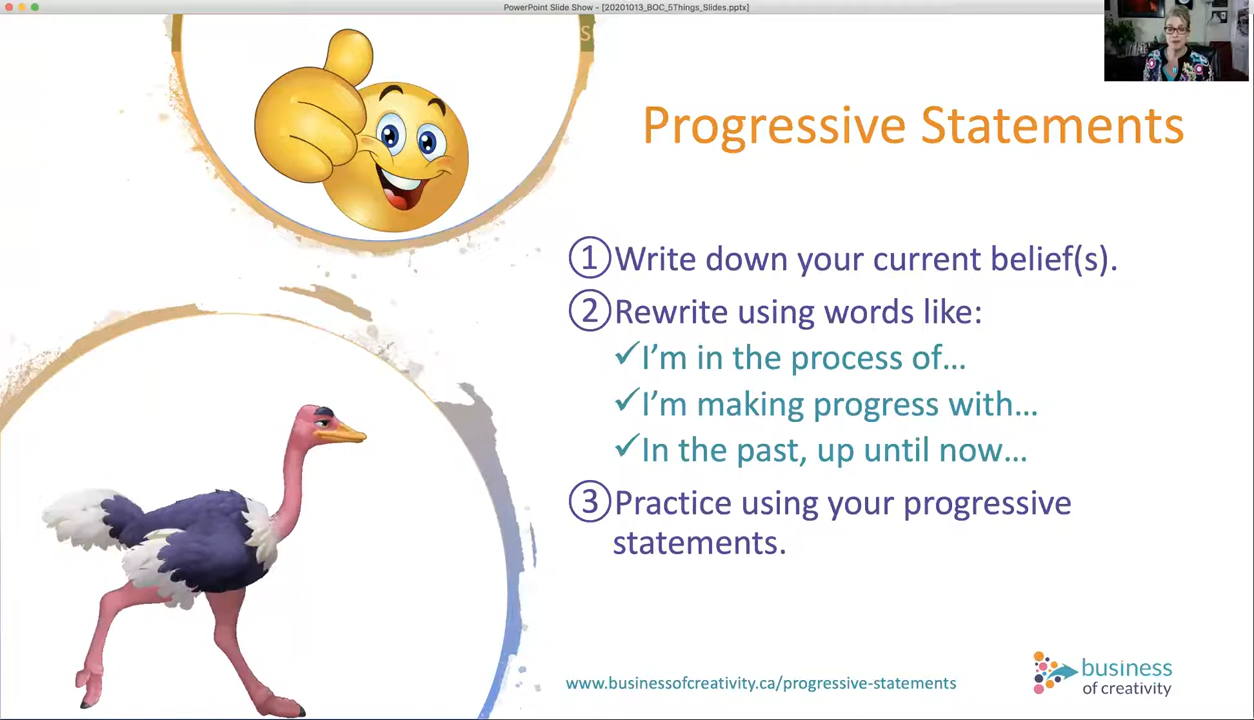 PowerPoint Slide Show - [20201013_BOC_5Things_Slides.pptx]
Progressive Statements
①Write down your current belief(s).
②Rewrite using words like:
✓I'm in the process of...
✓I'm making progress with...
✓In the past, up until now...
③Practice using your progressive
statements.
www.businessofcreativity.ca/progressive-statements
business
of creativity